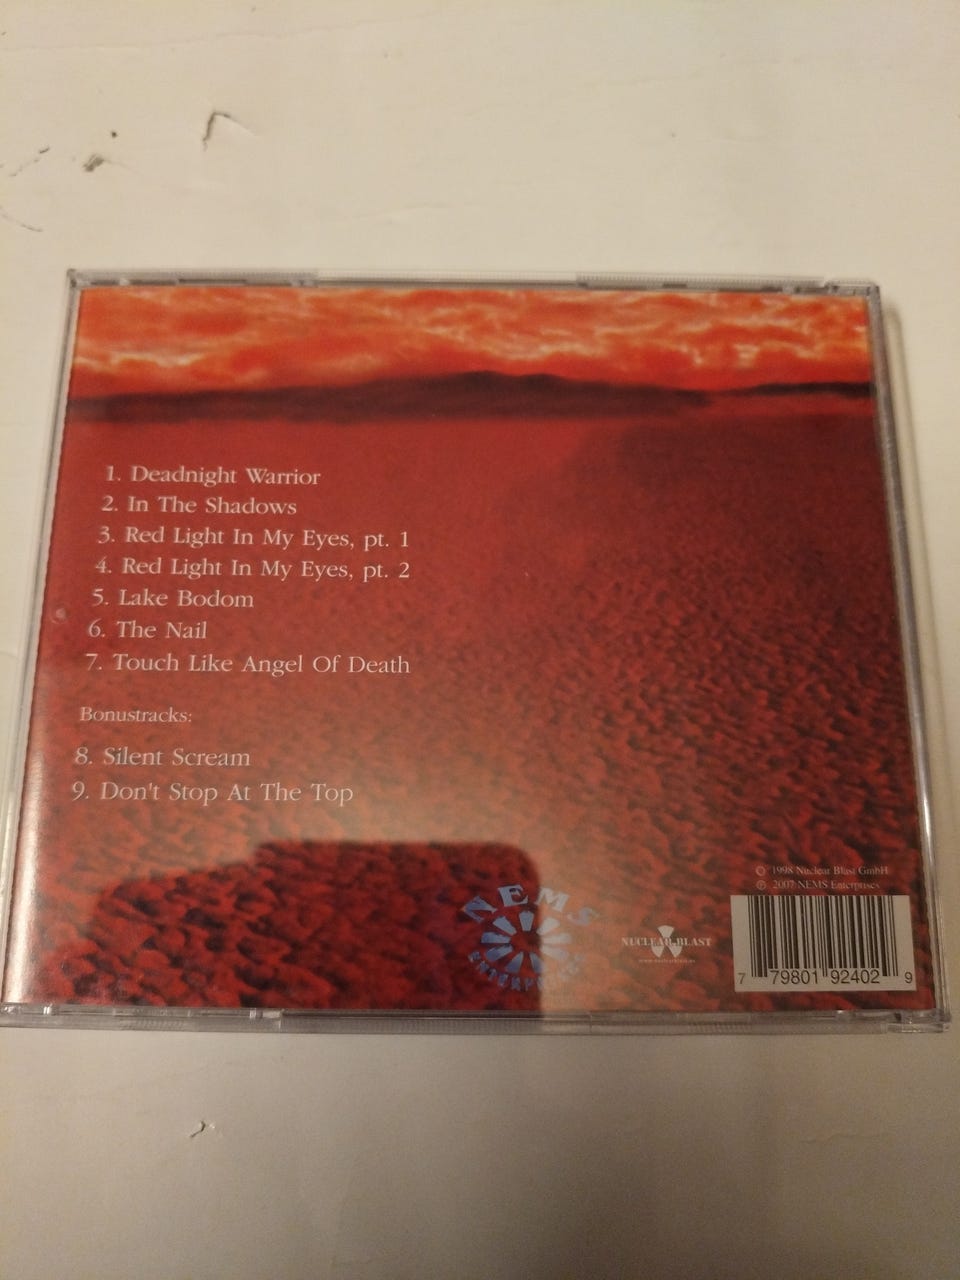 1. Deadnight Warrior
2. In The Shadows
3. Red Light In My Eyes, pt. 1
4. Red Light In My Eyes, pt. 2
5. Lake Bodom
6. The Nail
7. Touch Like Angel Of Death
Bonustracks:
8. Silent Scream
9. Don't Stop At The Top
© 1998 Nuclear Blast GmbH
℗ 2007 NEMS Enterprises
NEMS
ENTERPRISES
NUCLEAR BLAST
7 79801 92402 9